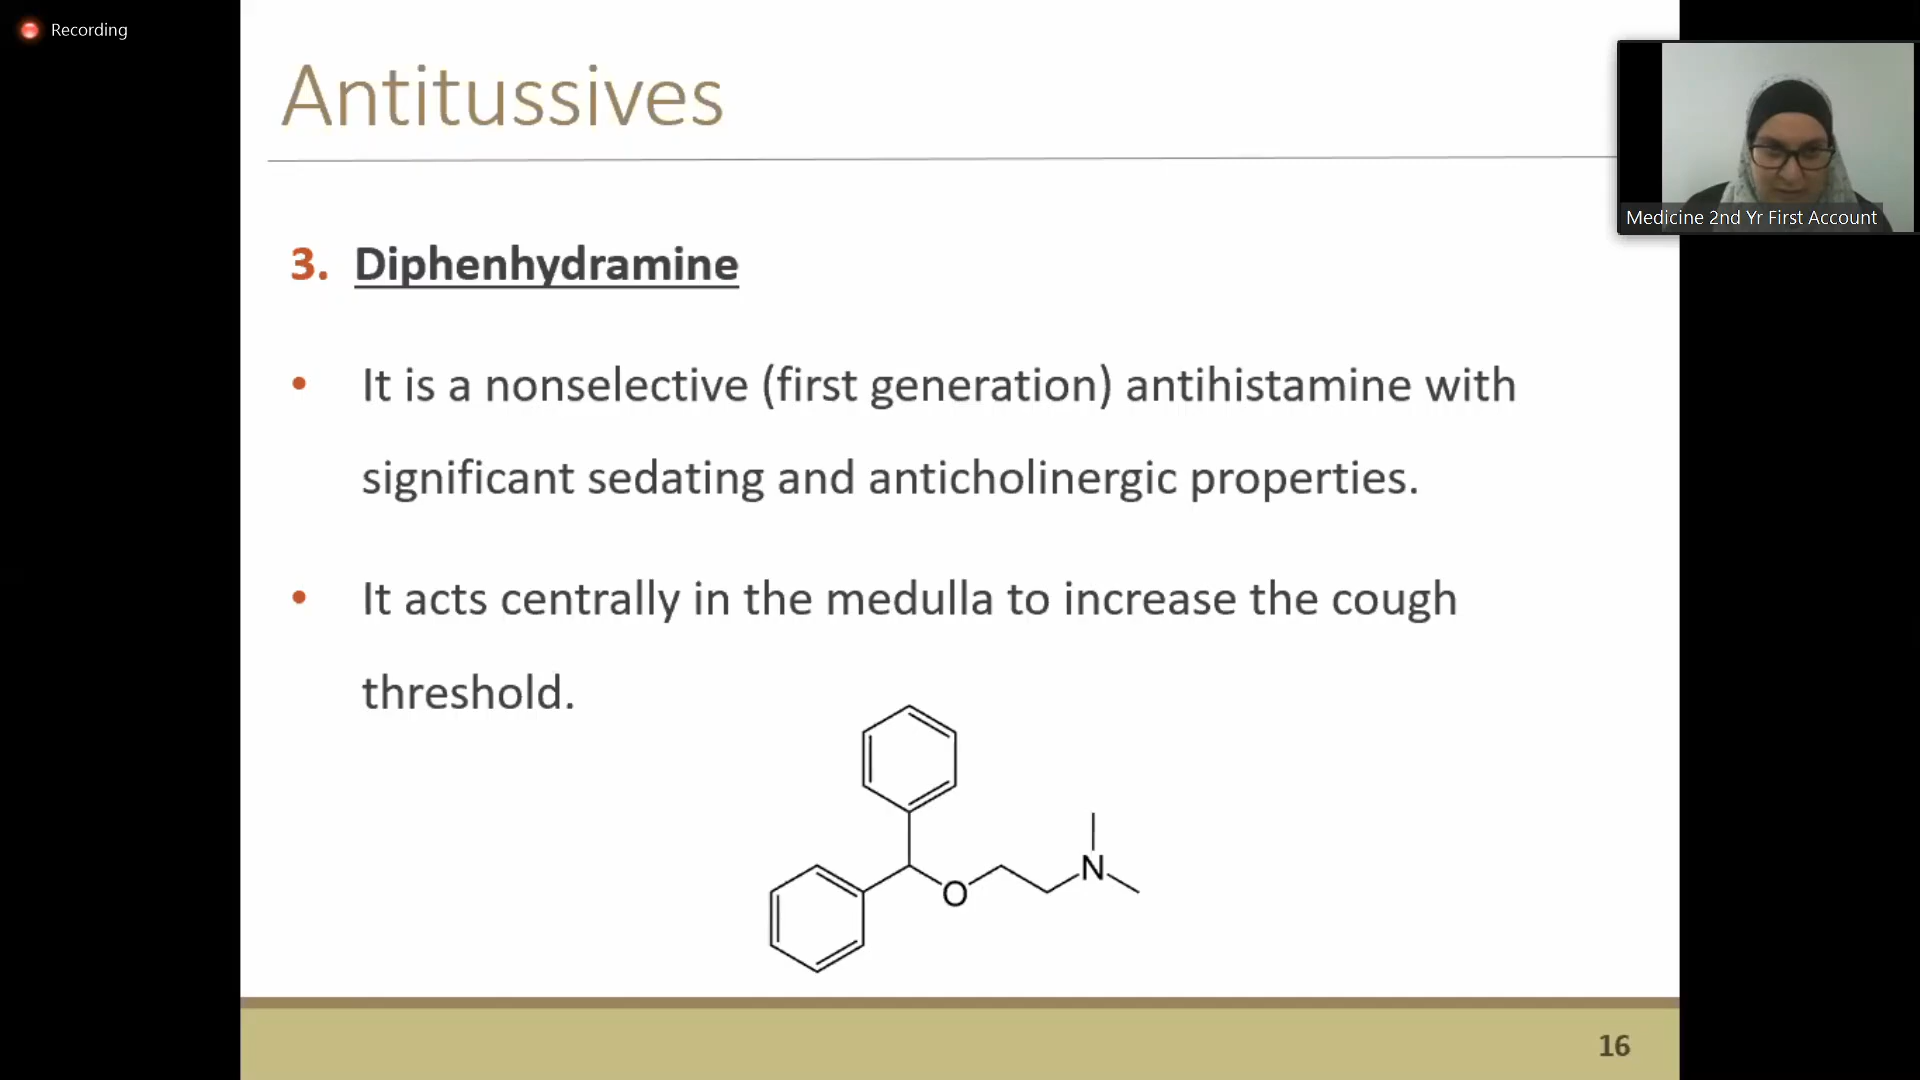 Recording
Antitussives
Medicine 2nd Yr First Account
3. Diphenhydramine
• It is a nonselective (first generation) antihistamine with
significant sedating and anticholinergic properties.
• It acts centrally in the medulla to increase the cough
threshold.
N
O
16